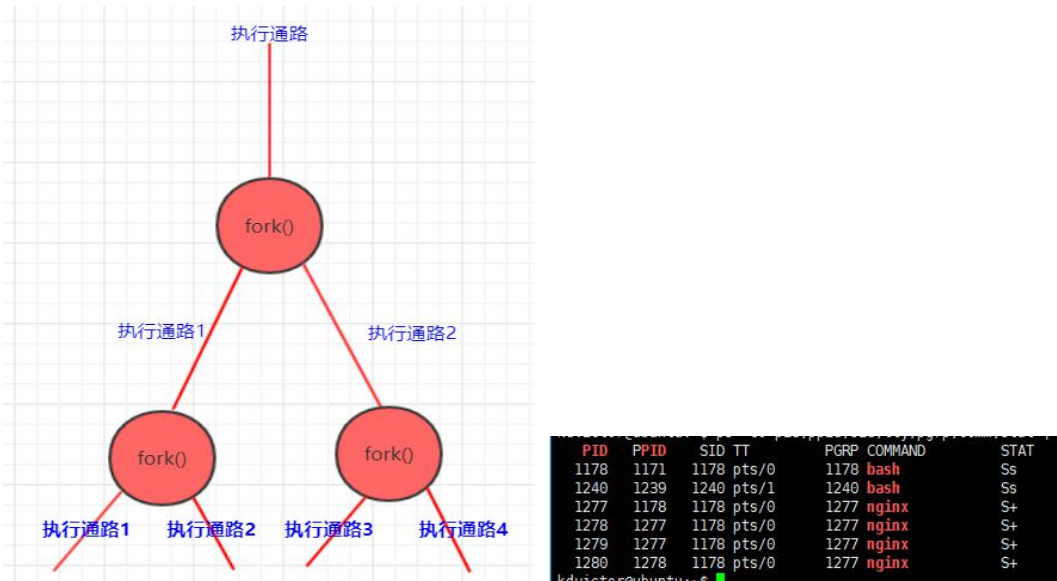 执行通路
fork()
执行通路1
执行通路2
fork()
fork()
执行通路1
执行通路2
执行通路3
执行通路4
PID PPID SID TT PGRP COMMAND STAT
1178 1171 1178 pts/0 1178 bash Ss
1240 1239 1240 pts/1 1240 bash Ss
1277 1178 1178 pts/0 1277 nginx S+
1278 1277 1178 pts/0 1277 nginx S+
1279 1277 1178 pts/0 1277 nginx S+
1280 1278 1178 pts/0 1277 nginx S+